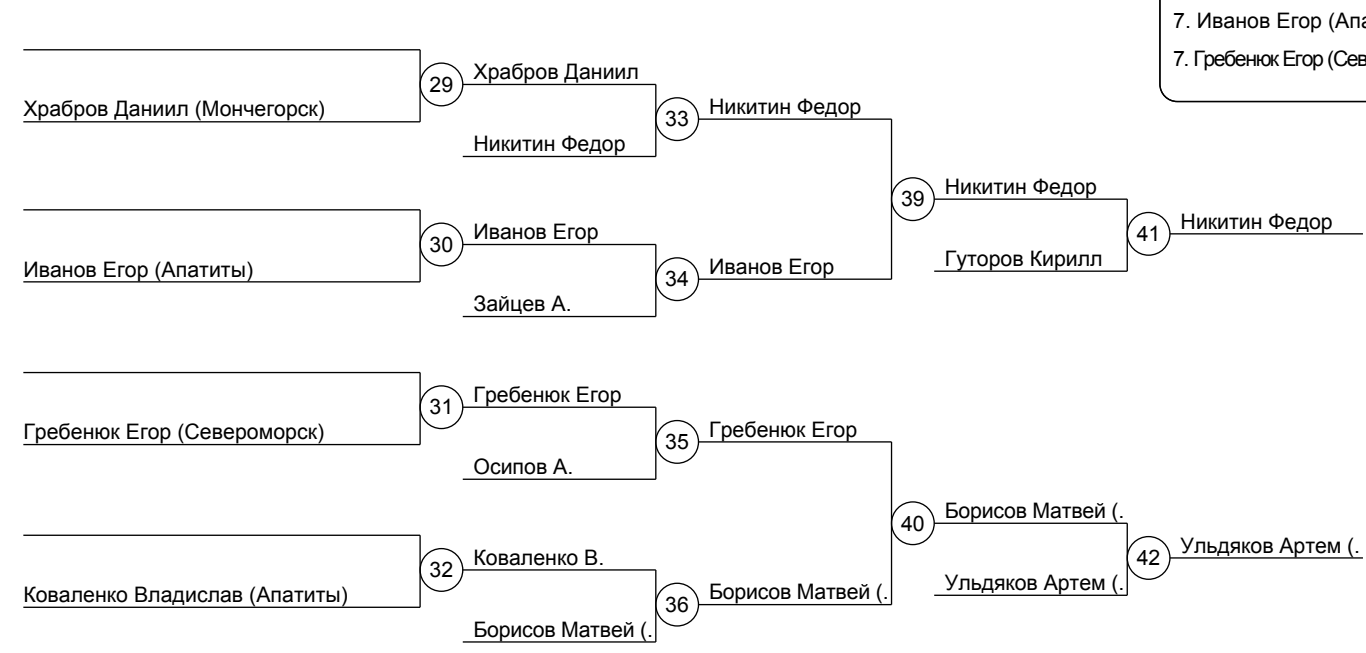 7. Иванов Егор
7. Гребенюк Егор
Храбров Даниил (Мончегорск)
29
Храбров Даниил
Никитин Федор
33
Никитин Федор
Иванов Егор (Апатиты)
30
Иванов Егор
Зайцев А.
34
Иванов Егор
39
Никитин Федор
Гуторов Кирилл
41
Никитин Федор
Гребенюк Егор (Североморск)
31
Гребенюк Егор
Осипов А.
35
Гребенюк Егор
Коваленко Владислав (Апатиты)
32
Коваленко В.
Борисов Матвей (.
36
Борисов Матвей (.
40
Борисов Матвей (.
Ульдяков Артем (.
42
Ульдяков Артем (.